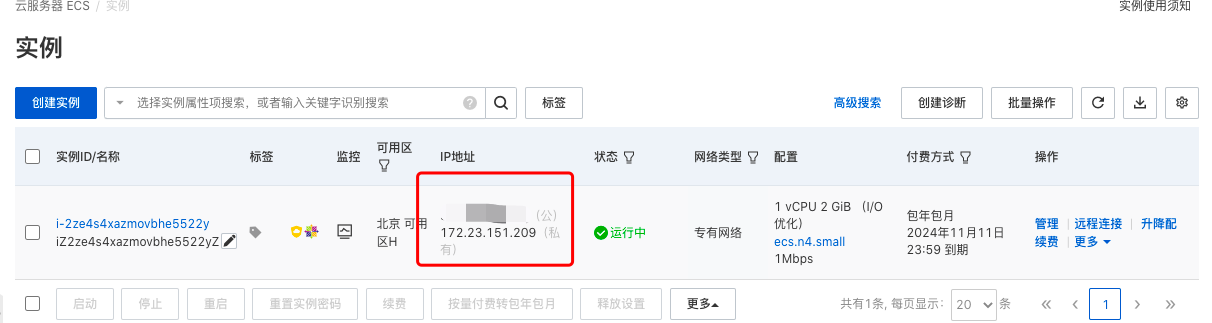 云服务器 ECS / 实例
实例使用须知
实例
创建实例
选择实例属性项搜索，或者输入关键字识别搜索
标签
高级搜索
创建诊断
批量操作
实例ID/名称
标签
监控
可用区
IP地址
状态
网络类型
配置
付费方式
操作
i-2ze4s4xazmovbhe5522y
iZ2ze4s4xazmovbhe5522yZ
北京 可用
区H
（公）
172.23.151.209（私
有）
运行中
专有网络
1 vCPU 2 GiB （I/O
优化）
ecs.n4.small
1Mbps
包年包月
2024年11月11日
23:59 到期
管理 远程连接 升降配
续费 更多
启动
停止
重启
重置实例密码
续费
按量付费转包年包月
释放设置
更多
共有1条, 每页显示: 20 条
« ‹ 1 › »